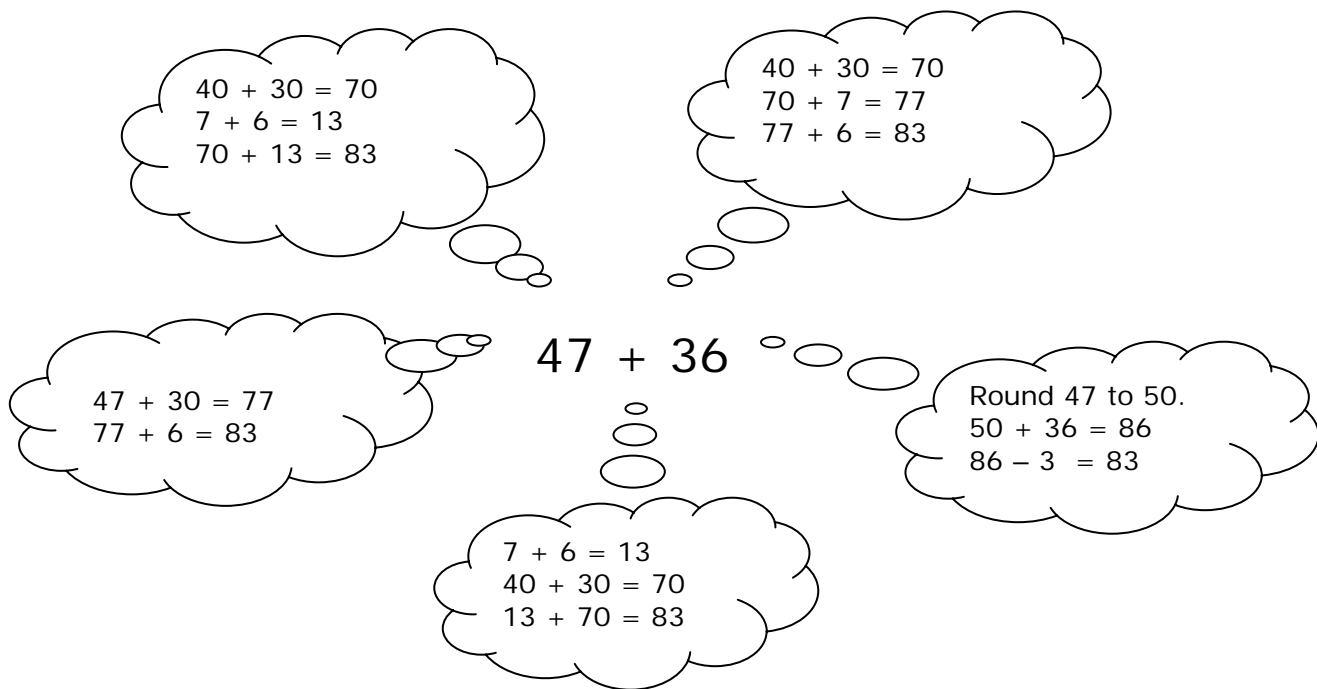 40 + 30 = 70
7 + 6 = 13
70 + 13 = 83
40 + 30 = 70
70 + 7 = 77
77 + 6 = 83
47 + 30 = 77
77 + 6 = 83
47 + 36
Round 47 to 50.
50 + 36 = 86
86 – 3 = 83
7 + 6 = 13
40 + 30 = 70
13 + 70 = 83